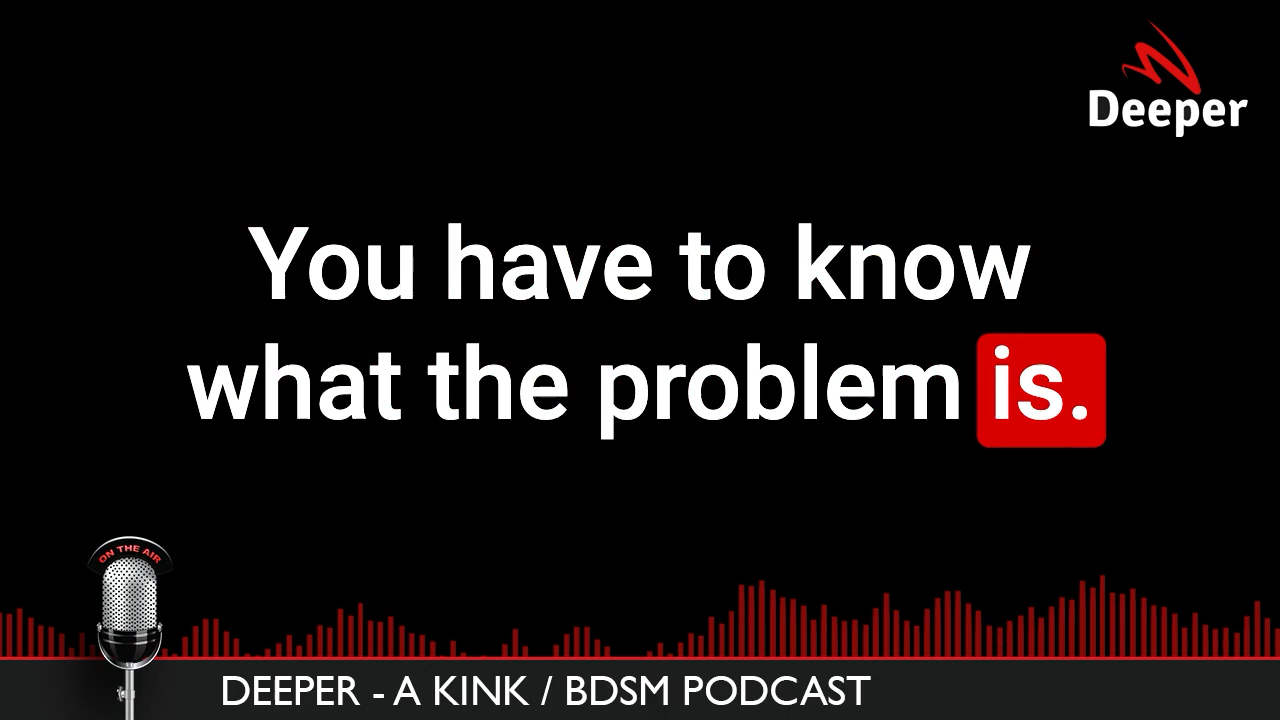 Deeper
You have to know
what the problem is.
ON THE AIR
DEEPER - A KINK / BDSM PODCAST